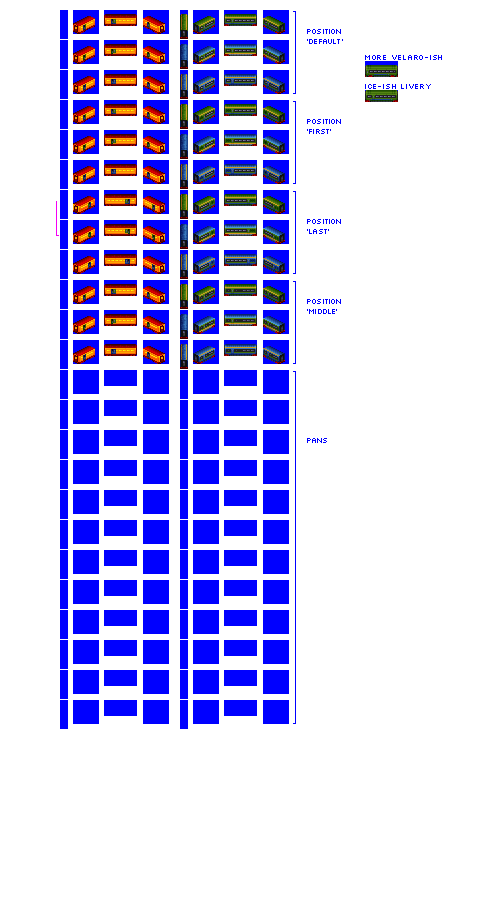 POSITION
'DEFAULT'
MORE VELARO-ISH
ICE-ISH LIVERY
POSITION
'FIRST'
POSITION
'LAST'
POSITION
'MIDDLE'
PANS